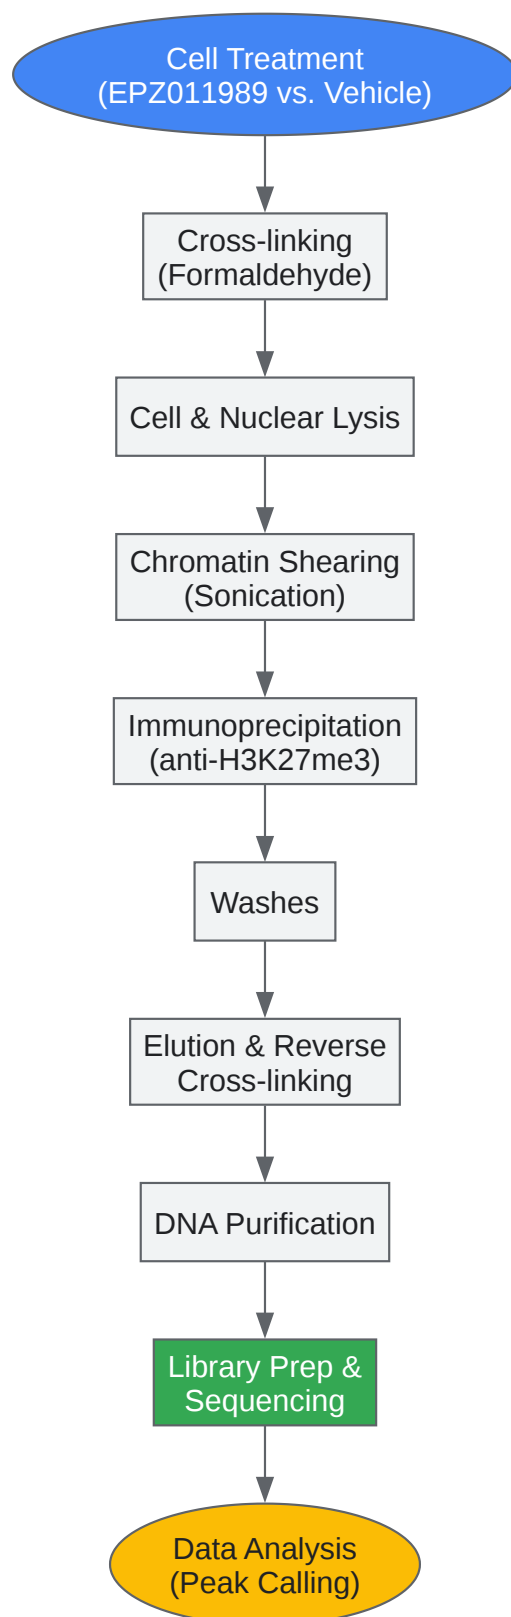 Cell Treatment
(EPZ011989 vs. Vehicle)
Cross-linking
(Formaldehyde)
Cell & Nuclear Lysis
Chromatin Shearing
(Sonication)
Immunoprecipitation
(anti-H3K27me3)
Washes
Elution & Reverse
Cross-linking
DNA Purification
Library Prep &
Sequencing
Data Analysis
(Peak Calling)